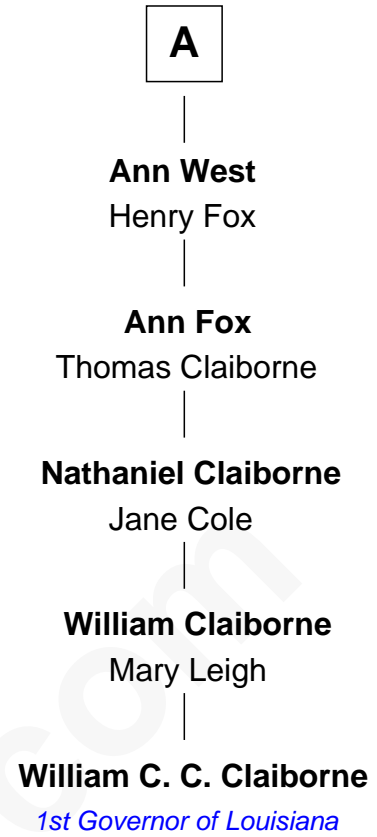 A
Ann West
Henry Fox
Ann Fox
Thomas Claiborne
Nathaniel Claiborne
Jane Cole
William Claiborne
Mary Leigh
William C. C. Claiborne
1st Governor of Louisiana
com